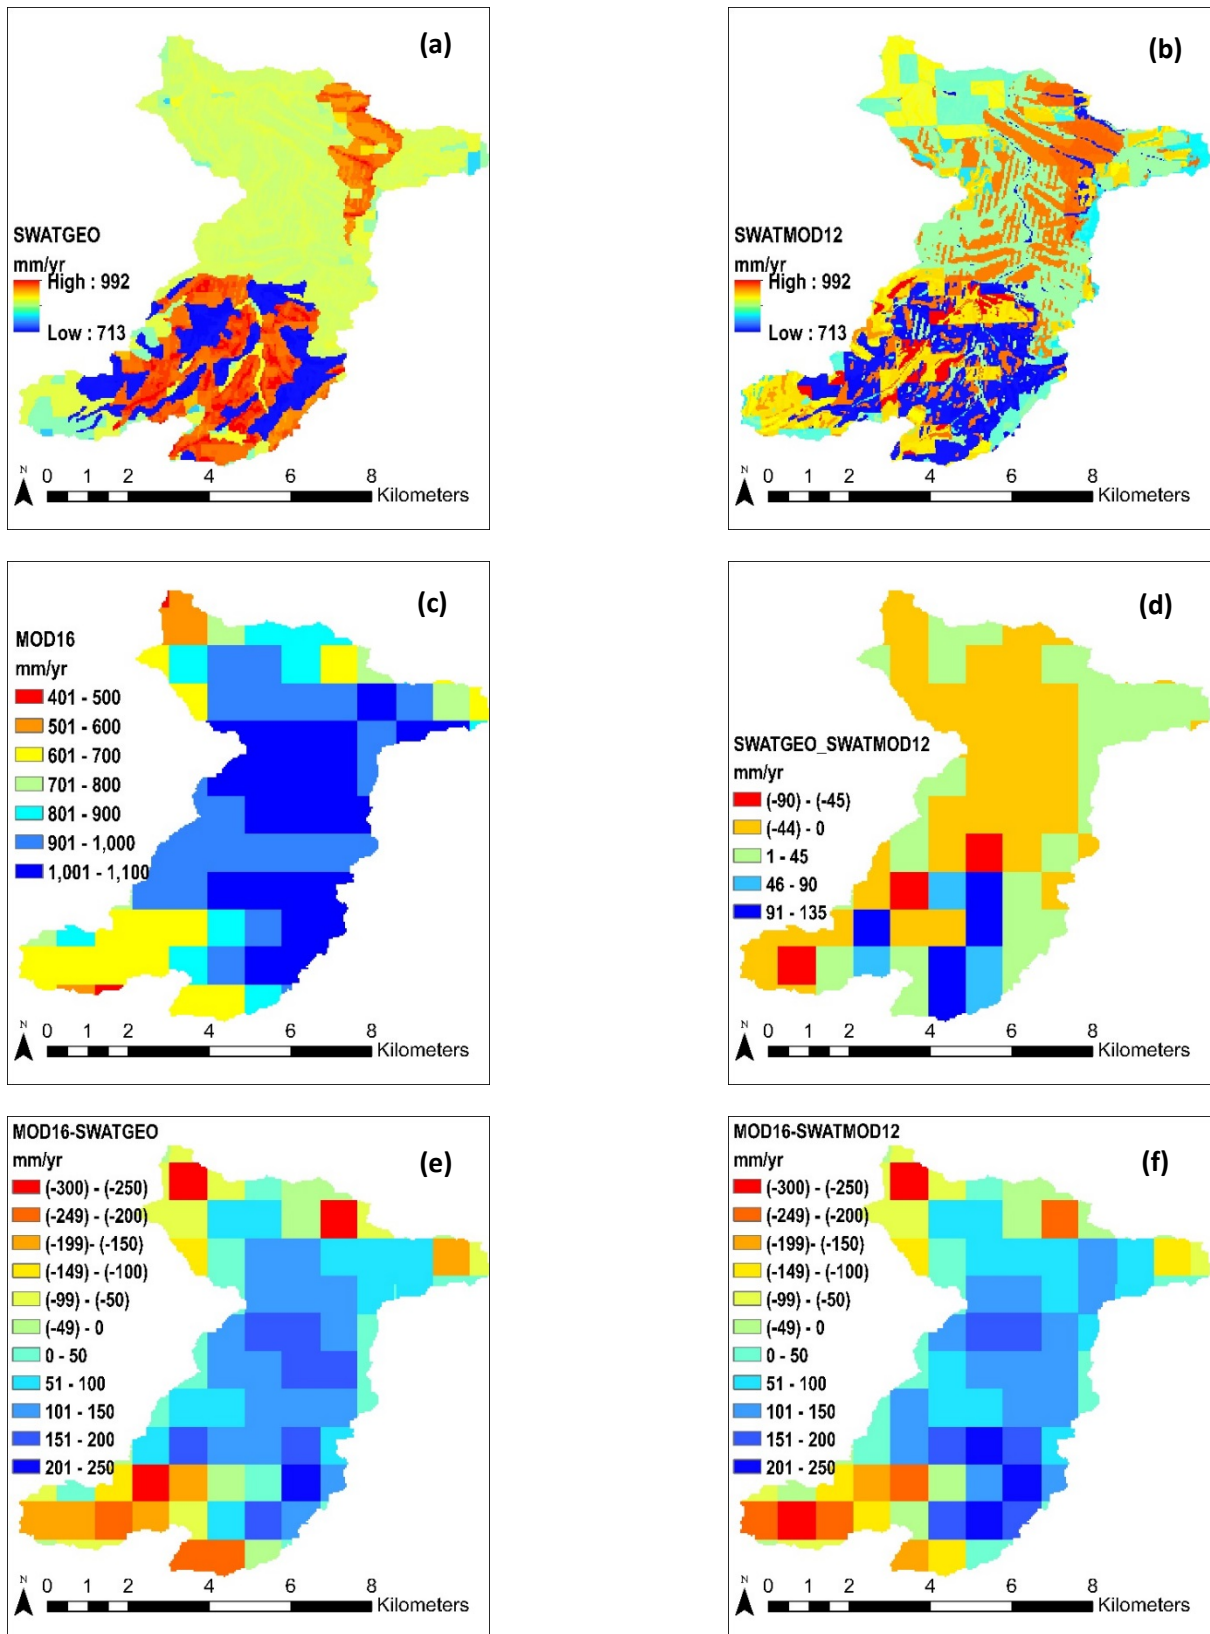 (a)
SWATGEO
mm/yr
High : 992
Low : 713
N
0 1 2 4 6 8
Kilometers
(b)
SWATMOD12
mm/yr
High : 992
Low : 713
N
0 1 2 4 6 8
Kilometers
(c)
MOD16
mm/yr
401 - 500
501 - 600
601 - 700
701 - 800
801 - 900
901 - 1,000
1,001 - 1,100
N
0 1 2 4 6 8
Kilometers
(d)
SWATGEO_SWATMOD12
mm/yr
(-90) - (-45)
(-44) - 0
1 - 45
46 - 90
91 - 135
N
0 1 2 4 6 8
Kilometers
MOD16-SWATGEO
mm/yr
(e)
(-300) - (-250)
(-249) - (-200)
(-199)- (-150)
(-149) - (-100)
(-99) - (-50)
(-49) - 0
0 - 50
51 - 100
101 - 150
151 - 200
201 - 250
N
0 1 2 4 6 8
Kilometers
MOD16-SWATMOD12
mm/yr
(f)
(-300) - (-250)
(-249) - (-200)
(-199)- (-150)
(-149) - (-100)
(-99) - (-50)
(-49) - 0
0 - 50
51 - 100
101 - 150
151 - 200
201 - 250
N
0 1 2 4 6 8
Kilometers